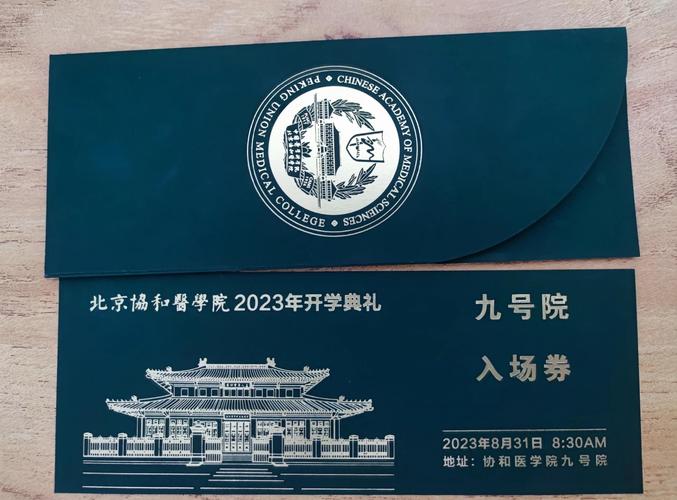 CHINESE ACADEMY OF MEDICAL SCIENCES
PEKING UNION MEDICAL COLLEGE
北京協和醫學院2023年开学典礼
九号院
入场券
2023年8月31日 8:30AM
地址：协和医学院九号院